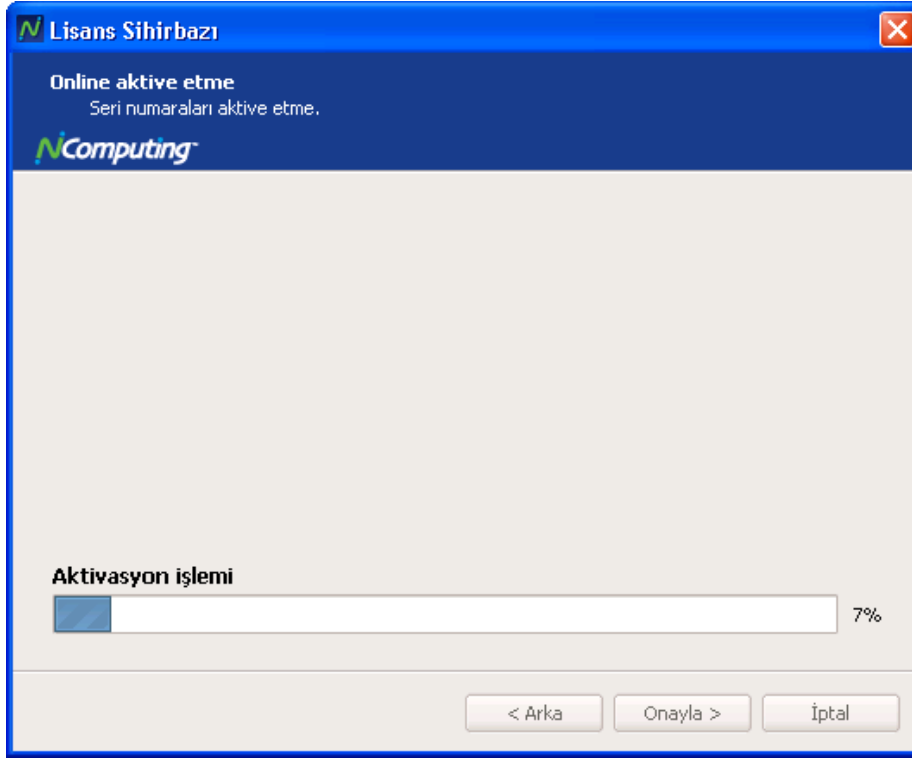 Lisans Sihirbazı
Online aktive etme
Seri numaraları aktive etme.
NComputing
Aktivasyon işlemi
7%
< Arka
Onayla >
İptal